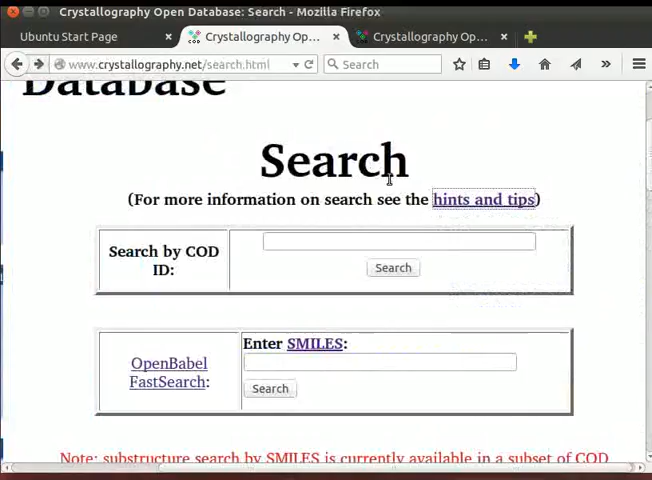 Crystallography Open Database: Search - Mozilla Firefox
Ubuntu Start Page
Crystallography Op...
Crystallography Op...
www.crystallography.net/search.html
Search
Database
Search
(For more information on search see the hints and tips)
Search by COD
ID:
Search
OpenBabel
FastSearch:
Enter SMILES:
Search
Note: substructure search by SMILES is currently available in a subset of COD